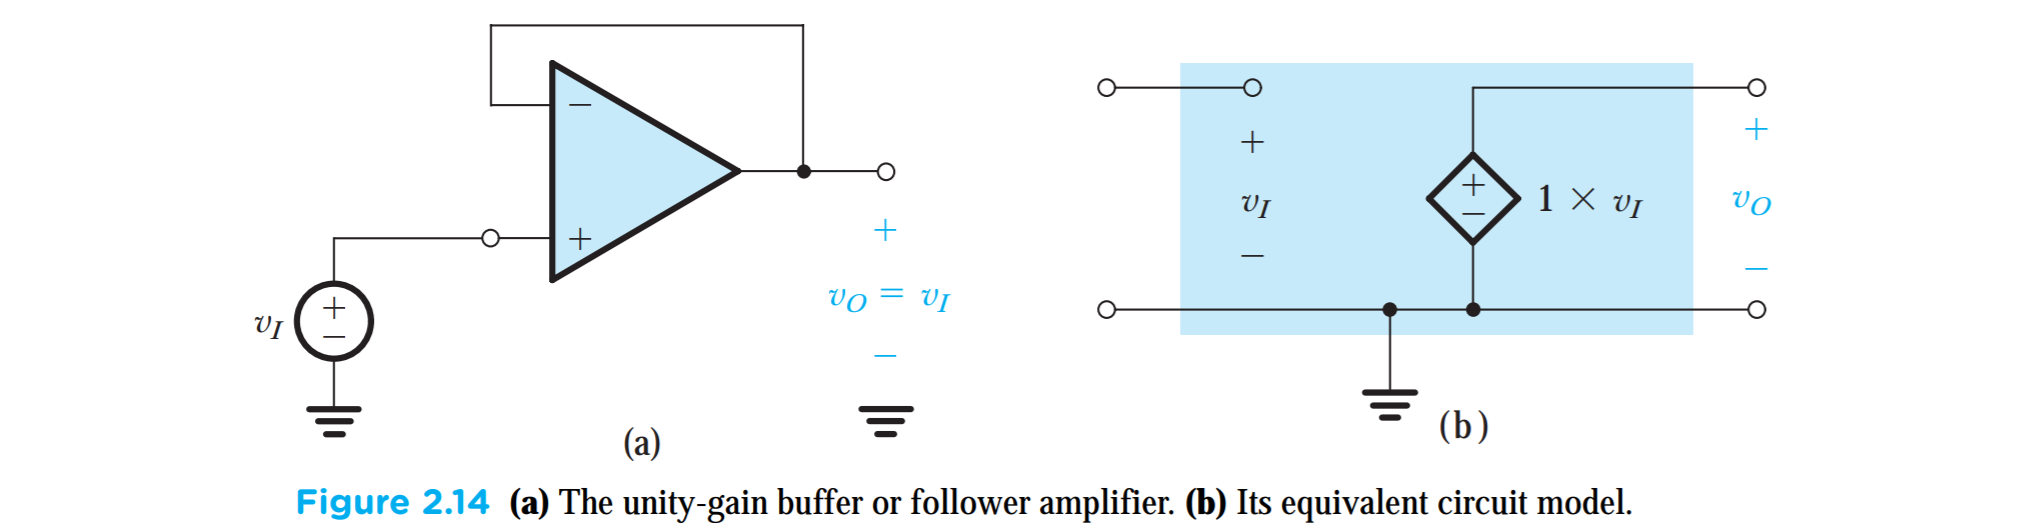 −
+
+
−
v_I
+
v_O = v_I
−
(a)
+
v_I
−
+
−
1 × v_I
+
v_O
−
(b)
Figure 2.14 (a) The unity-gain buffer or follower amplifier. (b) Its equivalent circuit model.